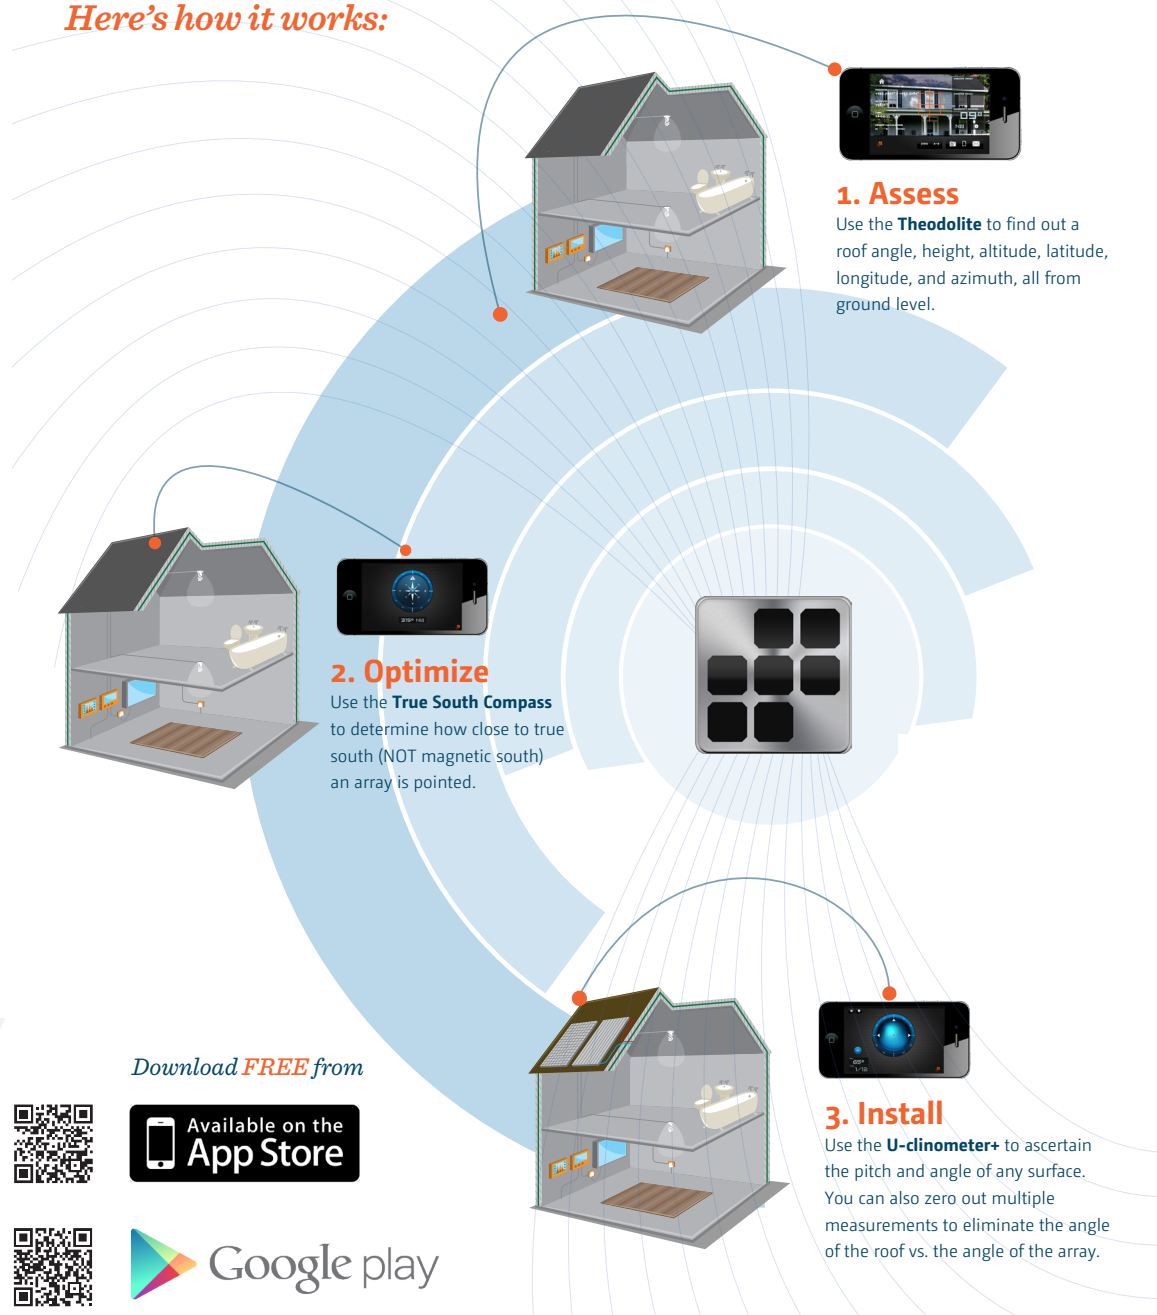 Here's how it works:
09°
1. Assess
Use the Theodolite to find out a
roof angle, height, altitude, latitude,
longitude, and azimuth, all from
ground level.
2. Optimize
Use the True South Compass
to determine how close to true
south (NOT magnetic south)
an array is pointed.
3. Install
Use the U-clinometer+ to ascertain
the pitch and angle of any surface.
You can also zero out multiple
measurements to eliminate the angle
of the roof vs. the angle of the array.
Download FREE from
Available on the
App Store
Google play